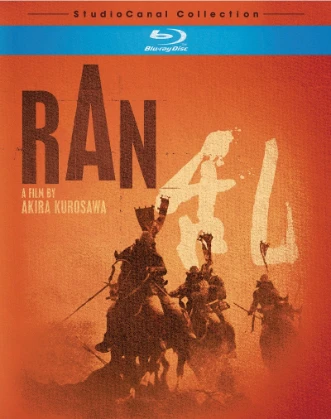 StudioCanal Collection
Blu-ray Disc
RAN
乱
A FILM BY
AKIRA KUROSAWA